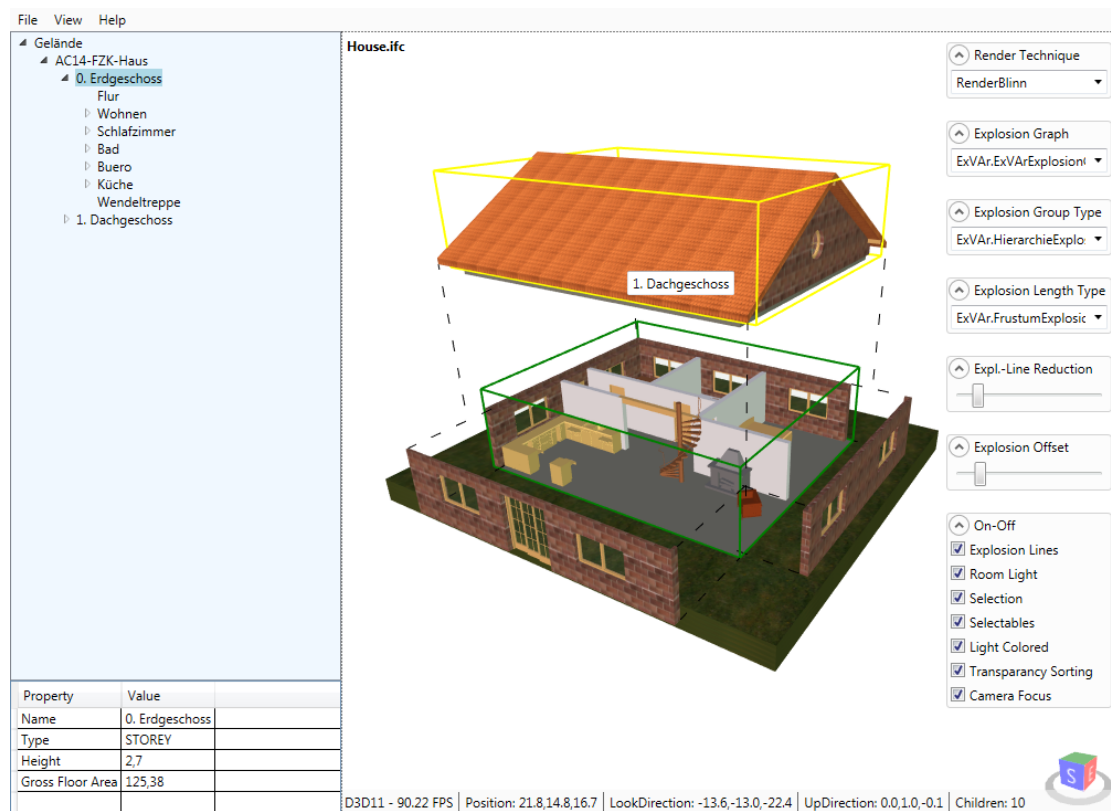 File View Help
Gelände
AC14-FZK-Haus
0. Erdgeschoss
Flur
Wohnen
Schlafzimmer
Bad
Buero
Küche
Wendeltreppe
1. Dachgeschoss
Property Value
Name 0. Erdgeschoss
Type STOREY
Height 2,7
Gross Floor Area 125,38
House.ifc
1. Dachgeschoss
Render Technique
RenderBlinn
Explosion Graph
ExVAr.ExVArExplosion
Explosion Group Type
ExVAr.HierarchieExplo
Explosion Length Type
ExVAr.FrustumExplosic
Expl.-Line Reduction
Explosion Offset
On-Off
Explosion Lines
Room Light
Selection
Selectables
Light Colored
Transparancy Sorting
Camera Focus
S E
D3D11 - 90.22 FPS Position: 21.8,14.8,16.7 LookDirection: -13.6,-13.0,-22.4 UpDirection: 0.0,1.0,-0.1 Children: 10